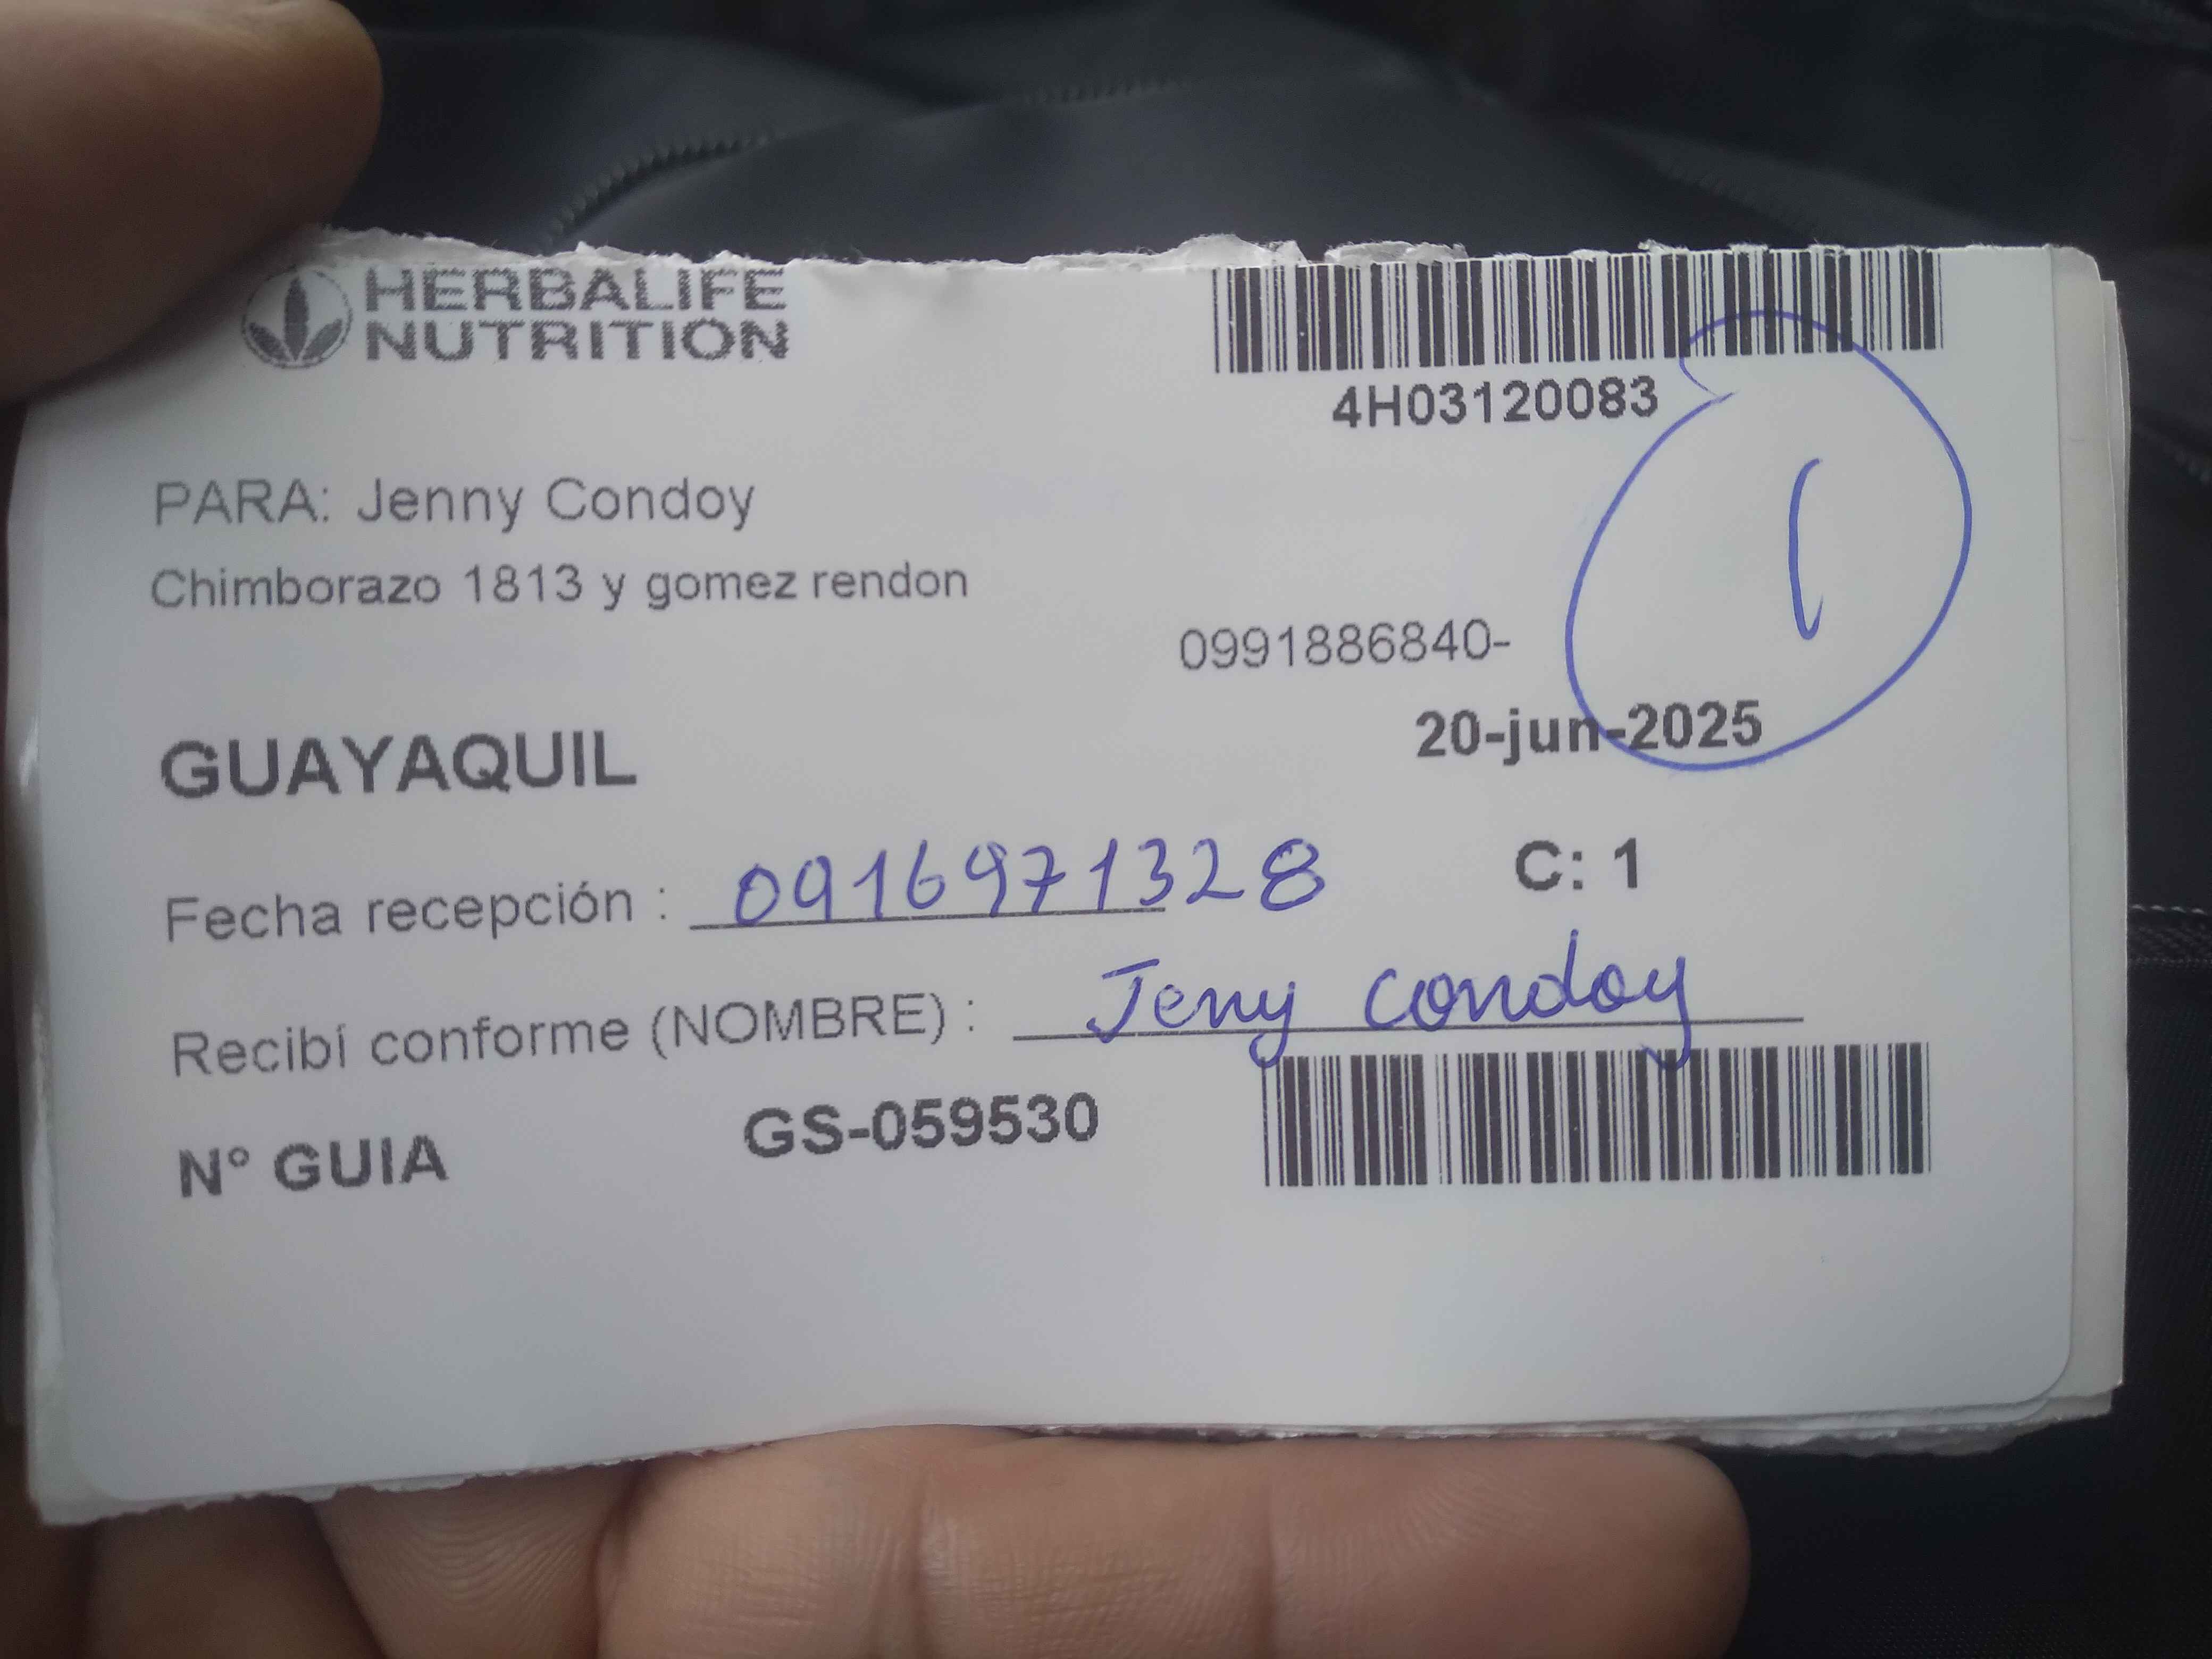 HERBALIFE
NUTRITION
4H03120083
PARA: Jenny Condoy
Chimborazo 1813 y gomez rendon
0991886840-
1
GUAYAQUIL
20-jun-2025
Fecha recepción : 0916971328
C: 1
Recibí conforme (NOMBRE) : Jeny Condoy
N° GUIA GS-059530